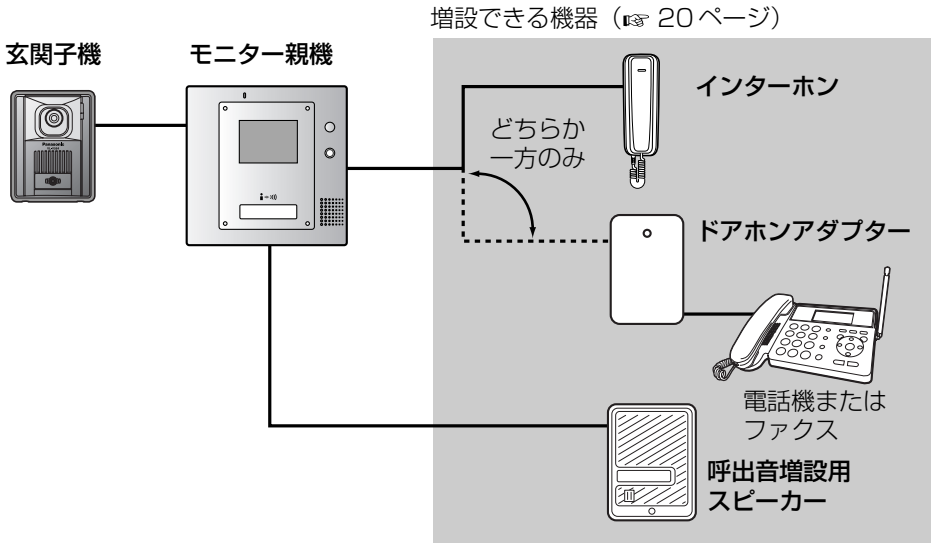 増設できる機器（☞ 20 ページ）
玄関子機
モニター親機
インターホン
どちらか
一方のみ
ドアホンアダプター
電話機または
ファクス
呼出音増設用
スピーカー
Panasonic